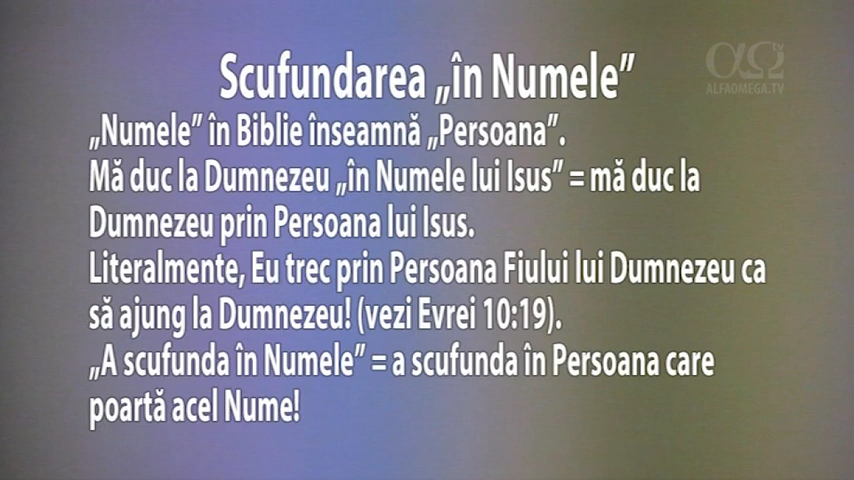 Scufundarea „în Numele”
αΩ tv
ALFAOMEGA.TV
„Numele” în Biblie înseamnă „Persoana”.
Mă duc la Dumnezeu „în Numele lui Isus” = mă duc la
Dumnezeu prin Persoana lui Isus.
Literalmente, Eu trec prin Persoana Fiului lui Dumnezeu ca
să ajung la Dumnezeu! (vezi Evrei 10:19).
„A scufunda în Numele” = a scufunda în Persoana care
poartă acel Nume!